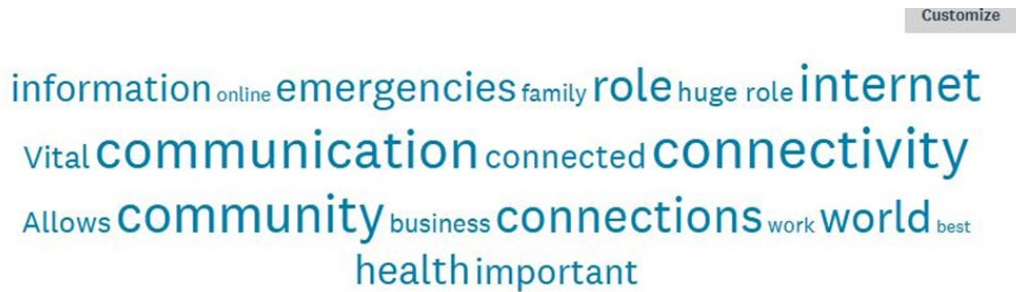 Customize
information online emergencies family role huge role internet
Vital communication connected connectivity
Allows community business connections work world best
health important